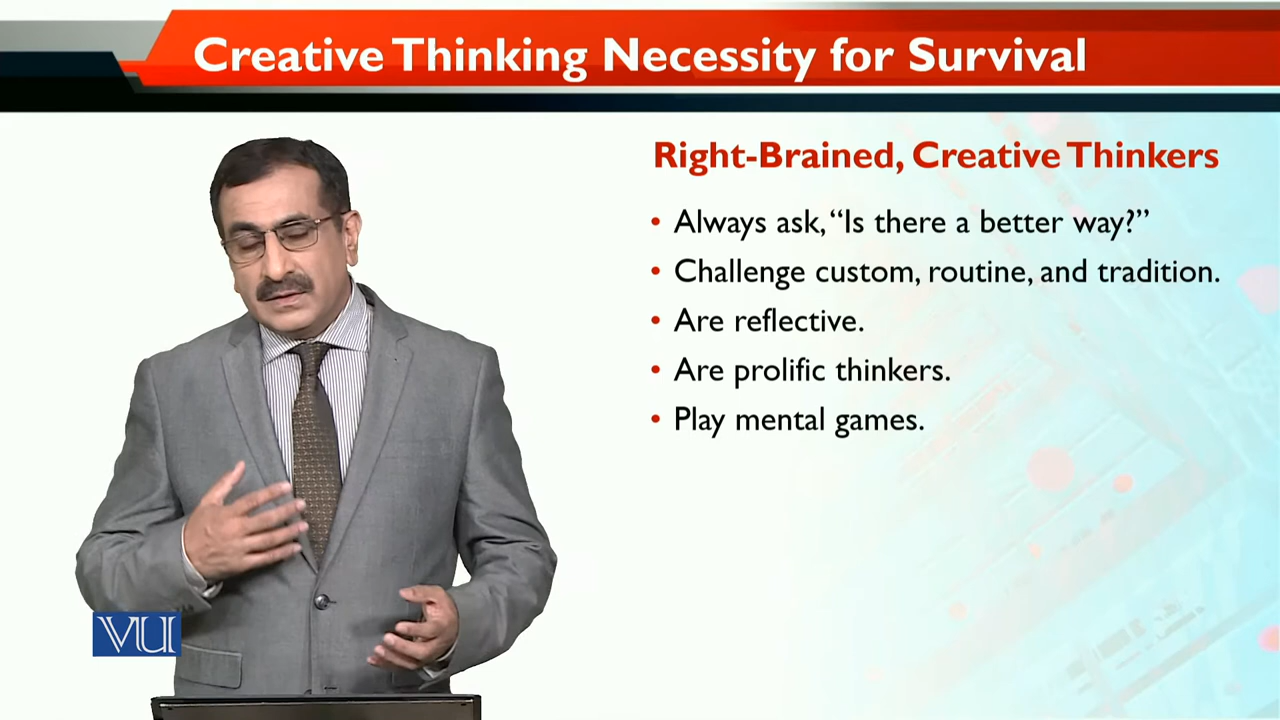 Creative Thinking Necessity for Survival
Right-Brained, Creative Thinkers
• Always ask, “Is there a better way?”
• Challenge custom, routine, and tradition.
• Are reflective.
• Are prolific thinkers.
• Play mental games.
VU